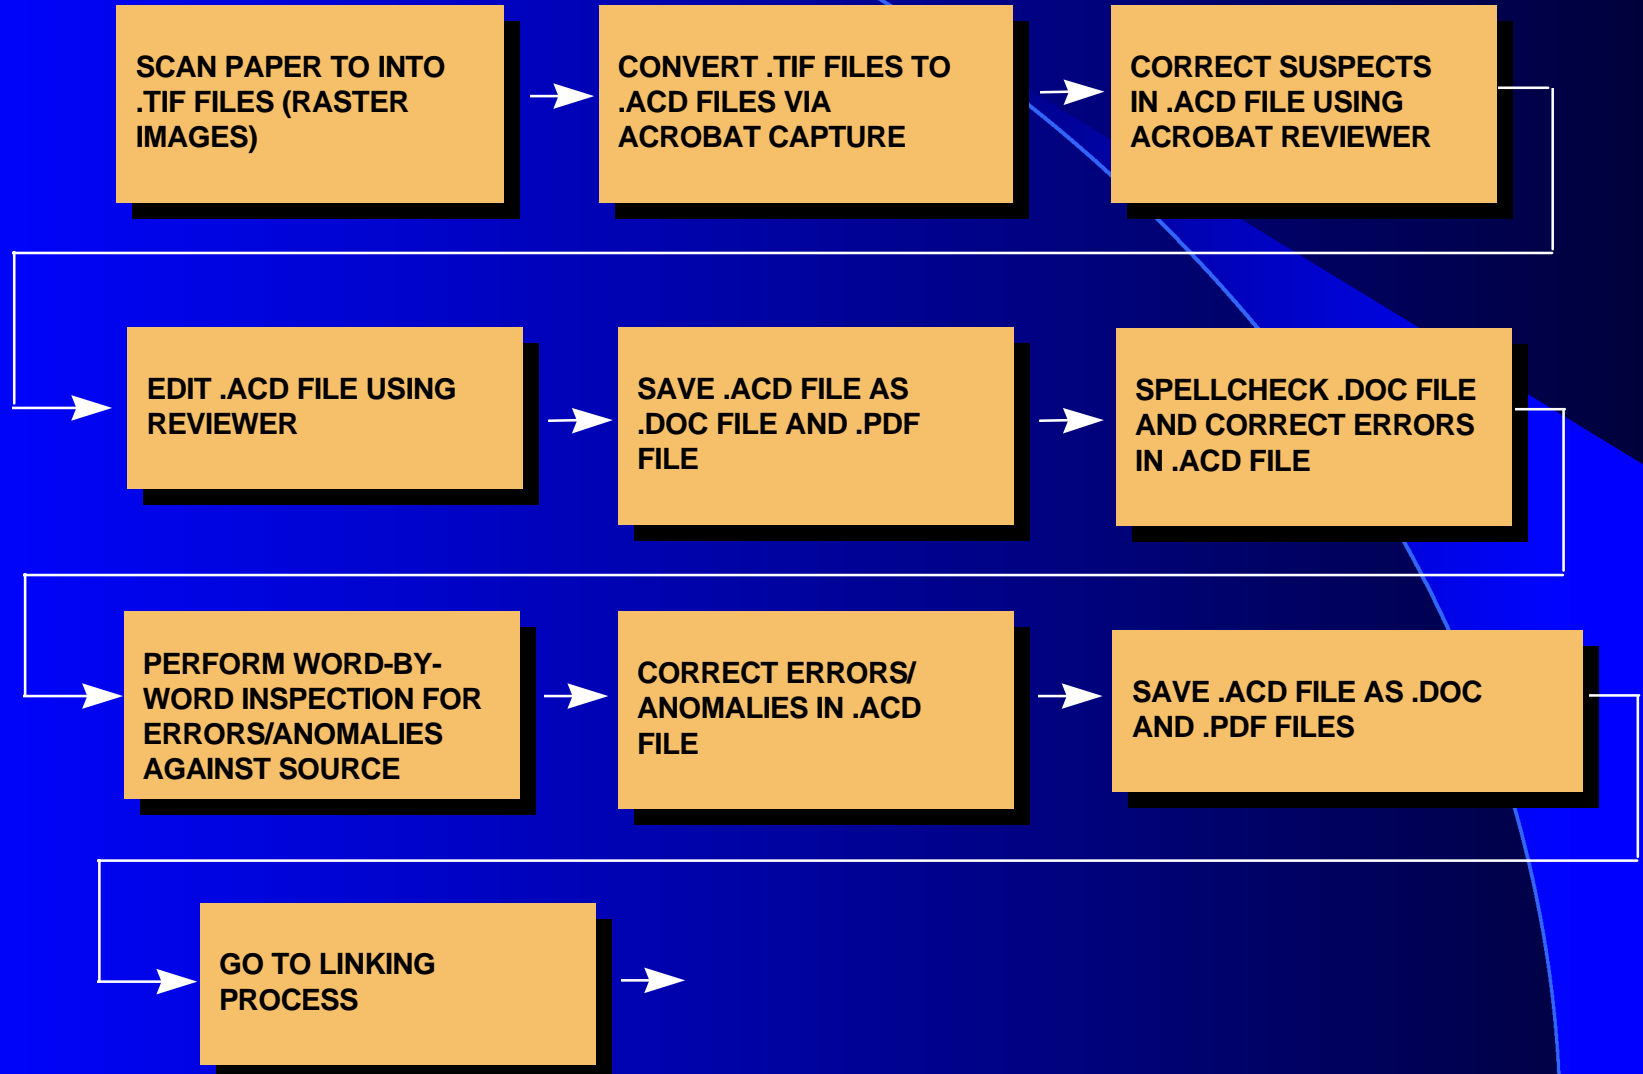 SCAN PAPER TO INTO
.TIF FILES (RASTER
IMAGES)
CONVERT .TIF FILES TO
.ACD FILES VIA
ACROBAT CAPTURE
CORRECT SUSPECTS
IN .ACD FILE USING
ACROBAT REVIEWER
EDIT .ACD FILE USING
REVIEWER
SAVE .ACD FILE AS
.DOC FILE AND .PDF
FILE
SPELLCHECK .DOC FILE
AND CORRECT ERRORS
IN .ACD FILE
PERFORM WORD-BY-
WORD INSPECTION FOR
ERRORS/ANOMALIES
AGAINST SOURCE
CORRECT ERRORS/
ANOMALIES IN .ACD
FILE
SAVE .ACD FILE AS .DOC
AND .PDF FILES
GO TO LINKING
PROCESS